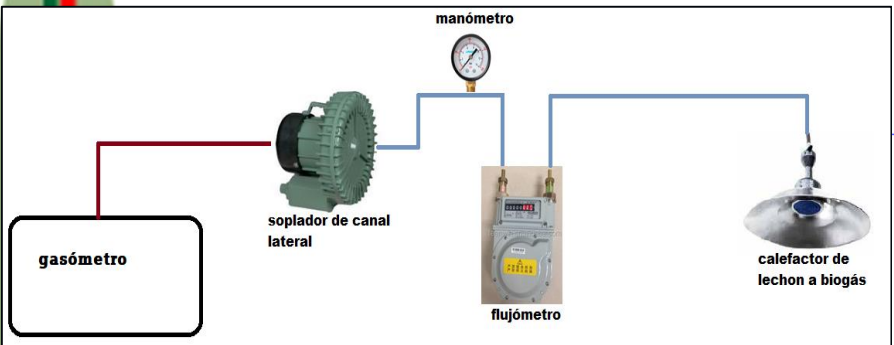 manómetro
soplador de canal
lateral
gasómetro
calefactor de
lechon a biogás
flujómetro